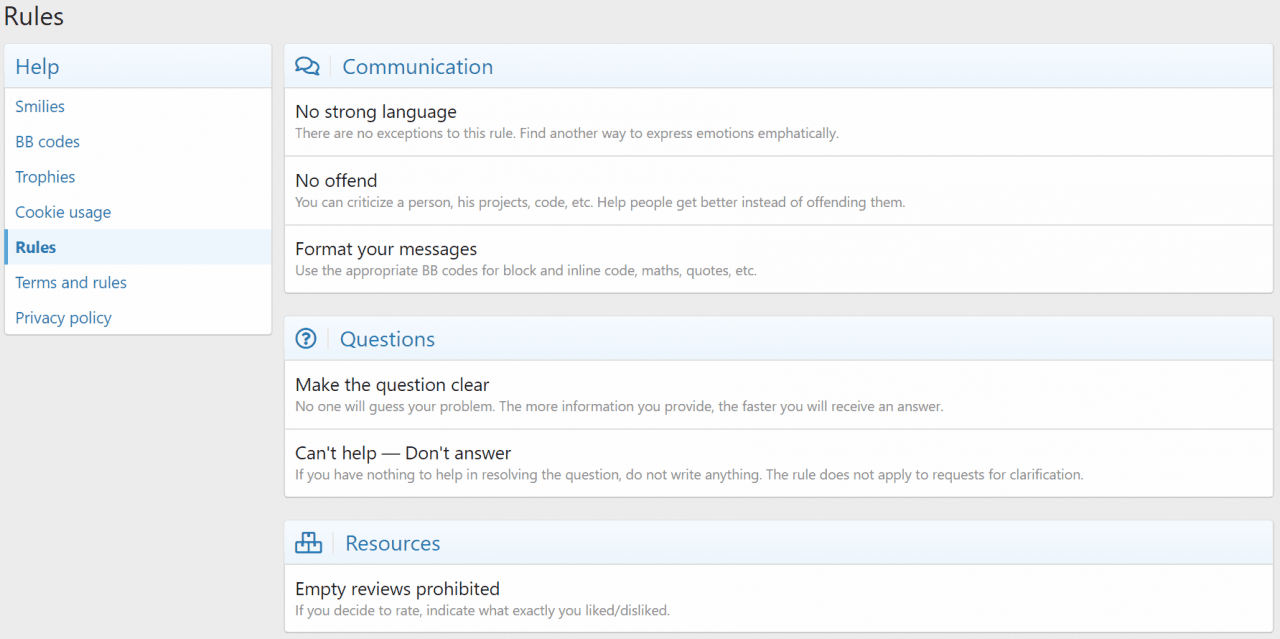 Rules
Help
Smilies
BB codes
Trophies
Cookie usage
Rules
Terms and rules
Privacy policy
Communication
No strong language
There are no exceptions to this rule. Find another way to express emotions emphatically.
No offend
You can criticize a person, his projects, code, etc. Help people get better instead of offending them.
Format your messages
Use the appropriate BB codes for block and inline code, maths, quotes, etc.
Questions
Make the question clear
No one will guess your problem. The more information you provide, the faster you will receive an answer.
Can't help — Don't answer
If you have nothing to help in resolving the question, do not write anything. The rule does not apply to requests for clarification.
Resources
Empty reviews prohibited
If you decide to rate, indicate what exactly you liked/disliked.